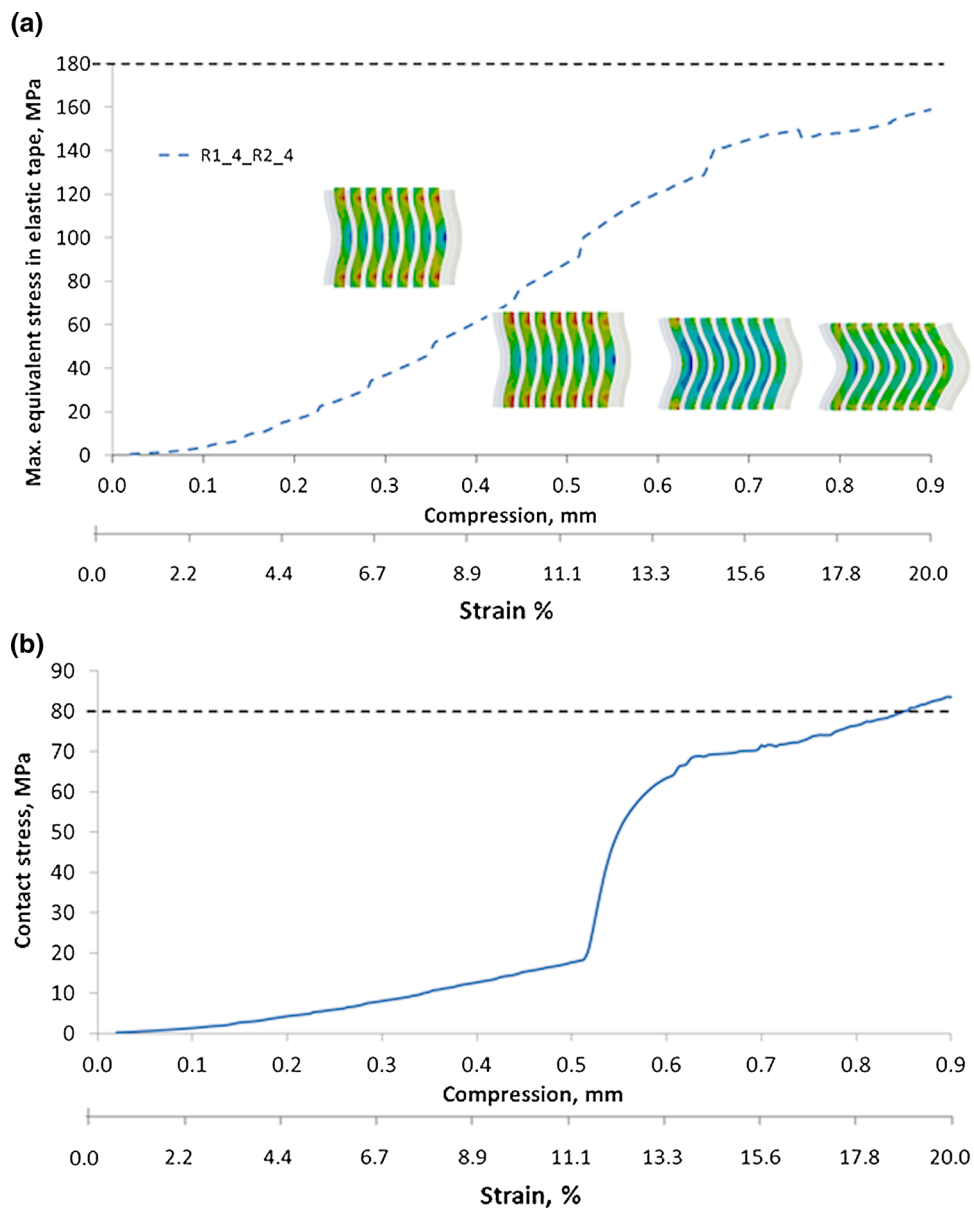 (a)
Max. equivalent stress in elastic tape, MPa
180
160
140
120
100
80
60
40
20
0
R1_4_R2_4
0.0 0.1 0.2 0.3 0.4 0.5 0.6 0.7 0.8 0.9
Compression, mm
0.0 2.2 4.4 6.7 8.9 11.1 13.3 15.6 17.8 20.0
Strain %
(b)
Contact stress, MPa
90
80
70
60
50
40
30
20
10
0
0.0 0.1 0.2 0.3 0.4 0.5 0.6 0.7 0.8 0.9
Compression, mm
0.0 2.2 4.4 6.7 8.9 11.1 13.3 15.6 17.8 20.0
Strain, %